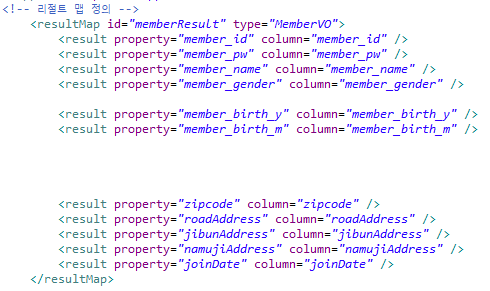 <!-- 리절트 맵 정의 -->
<resultMap id="memberResult" type="MemberVO">
<result property="member_id" column="member_id" />
<result property="member_pw" column="member_pw" />
<result property="member_name" column="member_name" />
<result property="member_gender" column="member_gender" />
<result property="member_birth_y" column="member_birth_y" />
<result property="member_birth_m" column="member_birth_m" />
<result property="zipcode" column="zipcode" />
<result property="roadAddress" column="roadAddress" />
<result property="jibunAddress" column="jibunAddress" />
<result property="namujiAddress" column="namujiAddress" />
<result property="joinDate" column="joinDate" />
</resultMap>